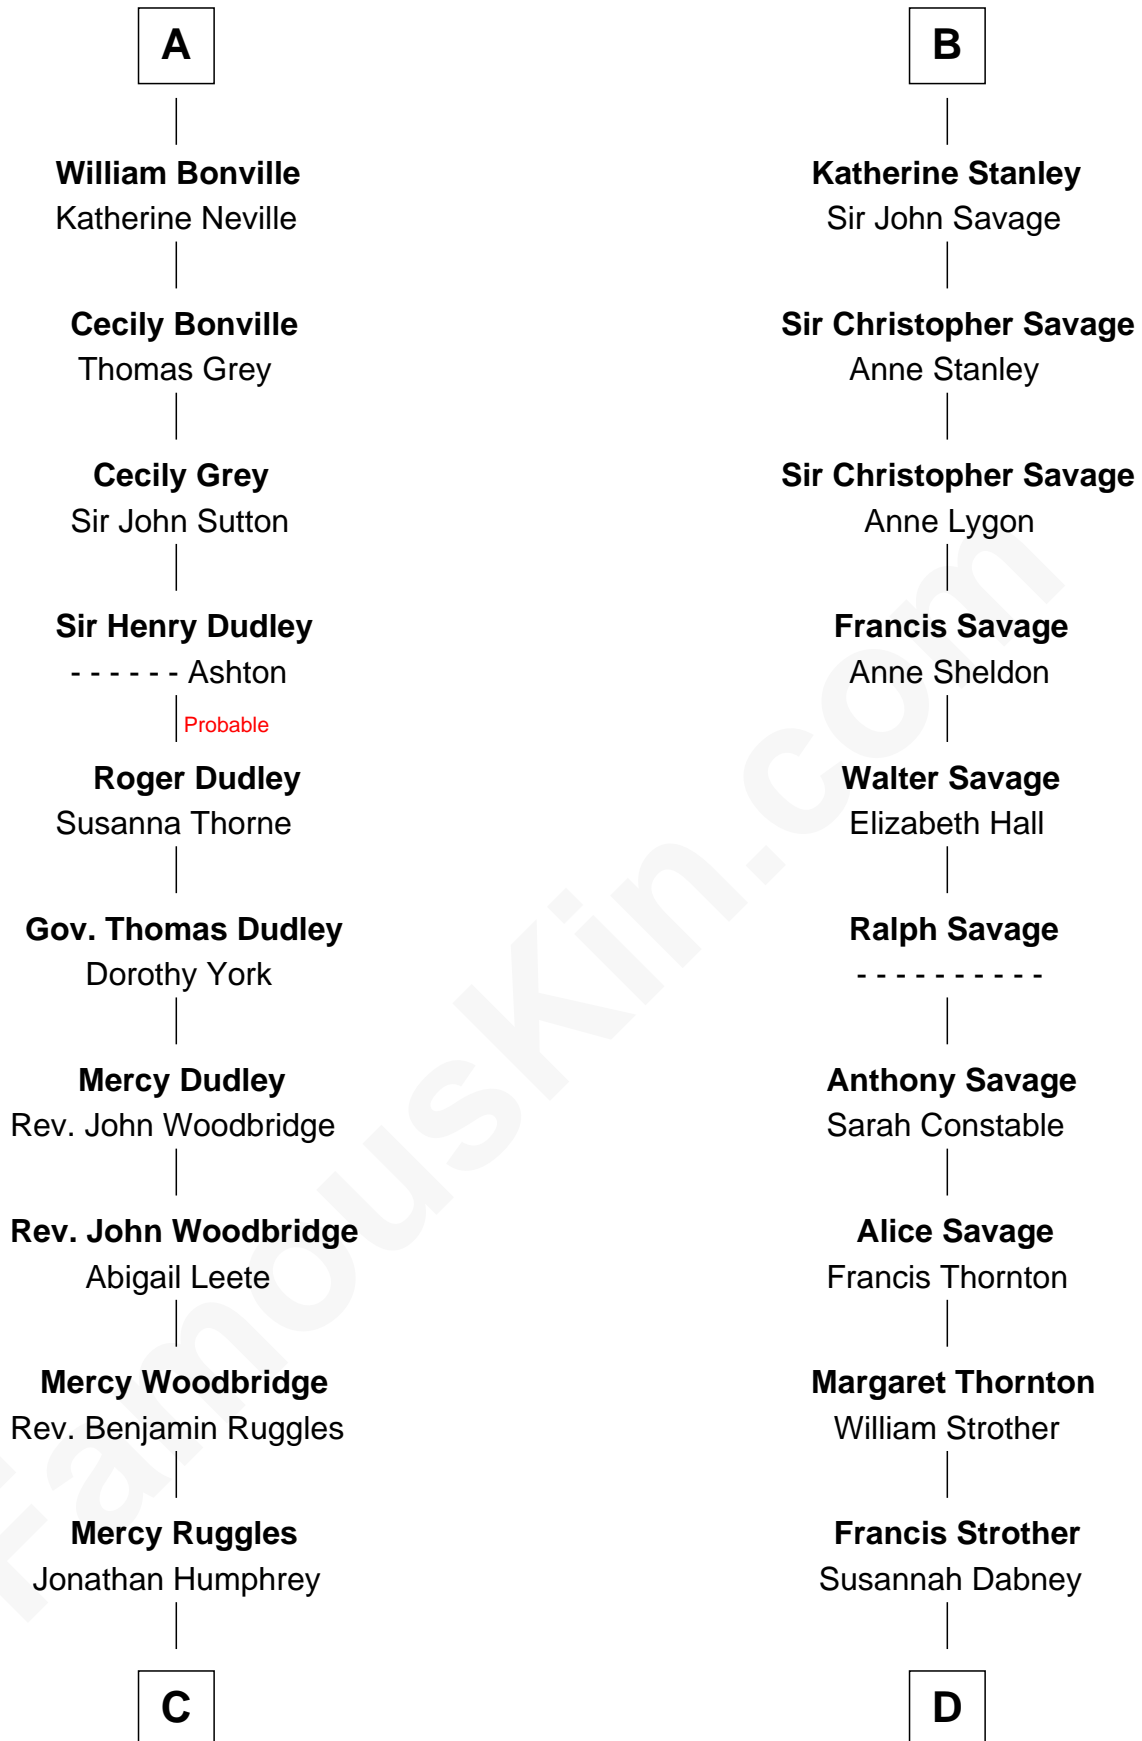 A
William Bonville
Katherine Neville
Cecily Bonville
Thomas Grey
Cecily Grey
Sir John Sutton
Sir Henry Dudley
- - - - - - Ashton
Probable
Roger Dudley
Susanna Thorne
Gov. Thomas Dudley
Dorothy York
Mercy Dudley
Rev. John Woodbridge
Rev. John Woodbridge
Abigail Leete
Mercy Woodbridge
Rev. Benjamin Ruggles
Mercy Ruggles
Jonathan Humphrey
C
B
Katherine Stanley
Sir John Savage
Sir Christopher Savage
Anne Stanley
Sir Christopher Savage
Anne Lygon
Francis Savage
Anne Sheldon
Walter Savage
Elizabeth Hall
Ralph Savage
- - - - - - - - - -
Anthony Savage
Sarah Constable
Alice Savage
Francis Thornton
Margaret Thornton
William Strother
Francis Strother
Susannah Dabney
D
FamousKin.com